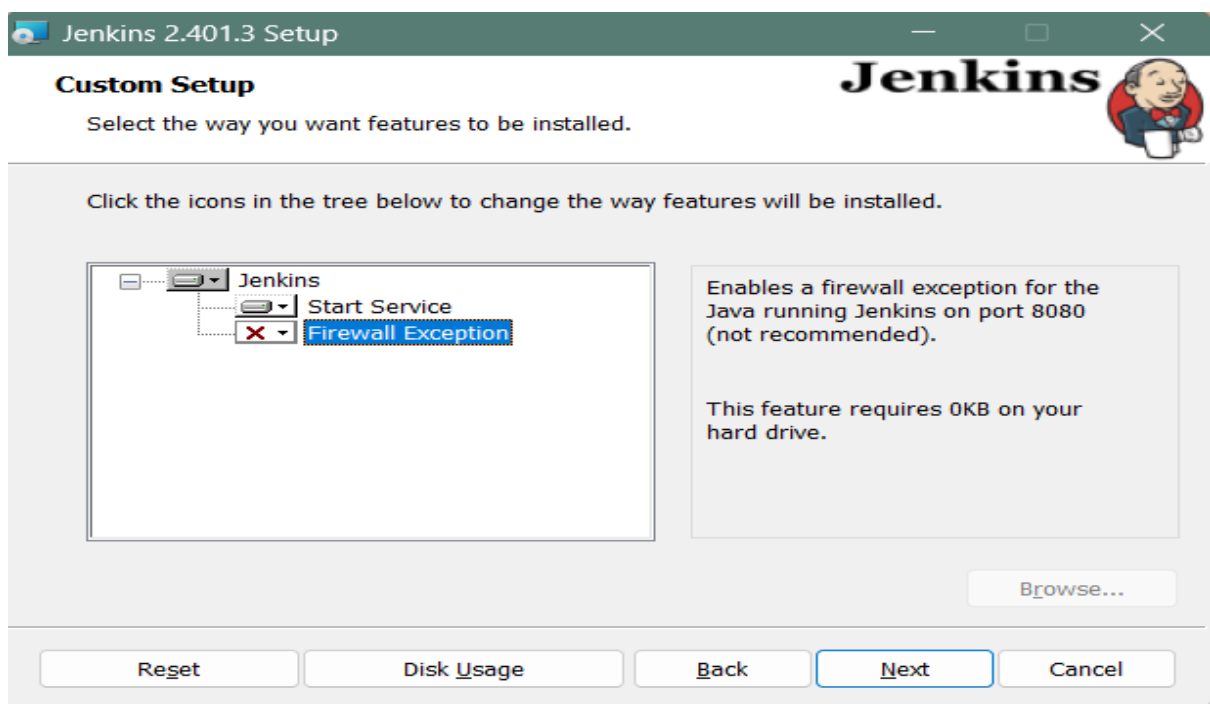 Jenkins 2.401.3 Setup
Jenkins
Custom Setup
Select the way you want features to be installed.
Click the icons in the tree below to change the way features will be installed.
Jenkins
Start Service
Firewall Exception
Enables a firewall exception for the
Java running Jenkins on port 8080
(not recommended).
This feature requires 0KB on your
hard drive.
Browse...
Reset
Disk Usage
Back
Next
Cancel